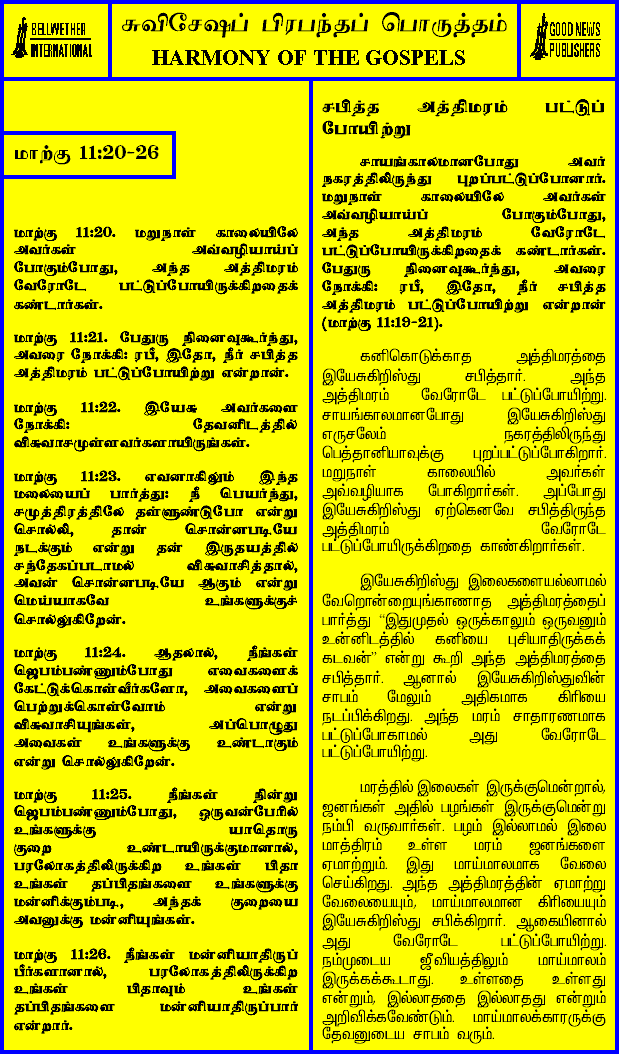 BELLWETHER
INTERNATIONAL
சுவிசேஷப் பிரபந்தப் பொருத்தம்
HARMONY OF THE GOSPELS
GOOD NEWS
PUBLISHERS
மாற்கு 11:20-26
மாற்கு 11:20. மறுநாள் காலையிலே
அவர்கள் அவ்வழியாய்ப்
போகும்போது, அந்த அத்திமரம்
வேரோடே பட்டுப்போயிருக்கிறதைக்
கண்டார்கள்.
மாற்கு 11:21. பேதுரு நினைவுகூர்ந்து,
அவரை நோக்கி: ரபீ, இதோ, நீர் சபித்த
அத்திமரம் பட்டுப்போயிற்று என்றான்.
மாற்கு 11:22. இயேசு அவர்களை
நோக்கி: தேவனிடத்தில்
விசுவாசமுள்ளவர்களாயிருங்கள்.
மாற்கு 11:23. எவனாகிலும் இந்த
மலையைப் பார்த்து: நீ பெயர்ந்து,
சமுத்திரத்திலே தள்ளுண்டுபோ என்று
சொல்லி, தான் சொன்னபடியே
நடக்கும் என்று தன் இருதயத்தில்
சந்தேகப்படாமல் விசுவாசித்தால்,
அவன் சொன்னபடியே ஆகும் என்று
மெய்யாகவே உங்களுக்குச்
சொல்லுகிறேன்.
மாற்கு 11:24. ஆதலால், நீங்கள்
ஜெபம்பண்ணும்போது எவைகளைக்
கேட்டுக்கொள்வீர்களோ, அவைகளைப்
பெற்றுக்கொள்வோம் என்று
விசுவாசியுங்கள், அப்பொழுது
அவைகள் உங்களுக்கு உண்டாகும்
என்று சொல்லுகிறேன்.
மாற்கு 11:25. நீங்கள் நின்று
ஜெபம்பண்ணும்போது, ஒருவன்பேரில்
உங்களுக்கு யாதொரு
குறை உண்டாயிருக்குமானால்,
பரலோகத்திலிருக்கிற உங்கள் பிதா
உங்கள் தப்பிதங்களை உங்களுக்கு
மன்னிக்கும்படி, அந்தக் குறையை
அவனுக்கு மன்னியுங்கள்.
மாற்கு 11:26. நீங்கள் மன்னியாதிருப்
பீர்களானால், பரலோகத்திலிருக்கிற
உங்கள் பிதாவும் உங்கள்
தப்பிதங்களை மன்னியாதிருப்பார்
என்றார்.
சபித்த அத்திமரம் பட்டுப்
போயிற்று
சாயங்காலமானபோது அவர்
நகரத்திலிருந்து புறப்பட்டுப்போனார்.
மறுநாள் காலையிலே அவர்கள்
அவ்வழியாய்ப் போகும்போது,
அந்த அத்திமரம் வேரோடே
பட்டுப்போயிருக்கிறதைக் கண்டார்கள்.
பேதுரு நினைவுகூர்ந்து, அவரை
நோக்கி: ரபீ, இதோ, நீர் சபித்த
அத்திமரம் பட்டுப்போயிற்று என்றான்
(மாற்கு 11:19-21).
கனிகொடுக்காத அத்திமரத்தை
இயேசுகிறிஸ்து சபித்தார். அந்த
அத்திமரம் வேரோடே பட்டுப்போயிற்று.
சாயங்காலமானபோது இயேசுகிறிஸ்து
எருசலேம் நகரத்திலிருந்து
பெத்தானியாவுக்கு புறப்பட்டுப்போகிறார்.
மறுநாள் காலையில் அவர்கள்
அவ்வழியாக போகிறார்கள். அப்போது
இயேசுகிறிஸ்து ஏற்கெனவே சபித்திருந்த
அத்திமரம் வேரோடே
பட்டுப்போயிருக்கிறதை காண்கிறார்கள்.
இயேசுகிறிஸ்து இலைகளையல்லாமல்
வேறொன்றையுங்காணாத அத்திமரத்தைப்
பார்த்து “இதுமுதல் ஒருக்காலும் ஒருவனும்
உன்னிடத்தில் கனியை புசியாதிருக்கக்
கடவன்” என்று கூறி அந்த அத்திமரத்தை
சபித்தார். ஆனால் இயேசுகிறிஸ்துவின்
சாபம் மேலும் அதிகமாக கிரியை
நடப்பிக்கிறது. அந்த மரம் சாதாரணமாக
பட்டுப்போகாமல் அது வேரோடே
பட்டுப்போயிற்று.
மரத்தில் இலைகள் இருக்குமென்றால்,
ஜனங்கள் அதில் பழங்கள் இருக்குமென்று
நம்பி வருவார்கள். பழம் இல்லாமல் இலை
மாத்திரம் உள்ள மரம் ஜனங்களை
ஏமாற்றும். இது மாய்மாலமாக வேலை
செய்கிறது. அந்த அத்திமரத்தின் ஏமாற்று
வேலையையும், மாய்மாலமான கிரியையும்
இயேசுகிறிஸ்து சபிக்கிறார். ஆகையினால்
அது வேரோடே பட்டுப்போயிற்று.
நம்முடைய ஜீவியத்திலும் மாய்மாலம்
இருக்கக்கூடாது. உள்ளதை உள்ளது
என்றும், இல்லாததை இல்லாதது என்றும்
அறிவிக்கவேண்டும். மாய்மாலக்காரருக்கு
தேவனுடைய சாபம் வரும்.